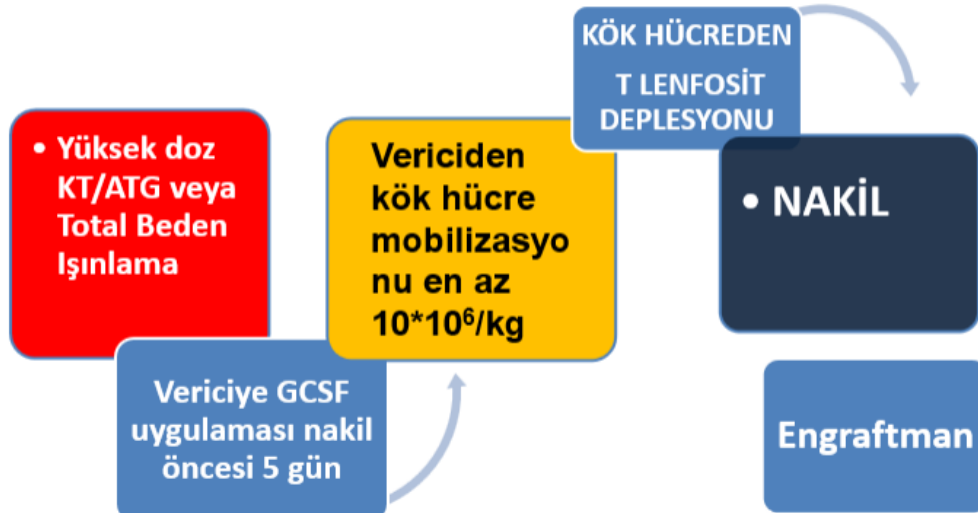 • Yüksek doz
KT/ATG veya
Total Beden
Işınlama
Vericiye GCSF
uygulaması nakil
öncesi 5 gün
Vericiden
kök hücre
mobilizasyo
nu en az
10*10⁶/kg
KÖK HÜCREDEN
T LENFOSİT
DEPLESYONU
• NAKİL
Engraftman